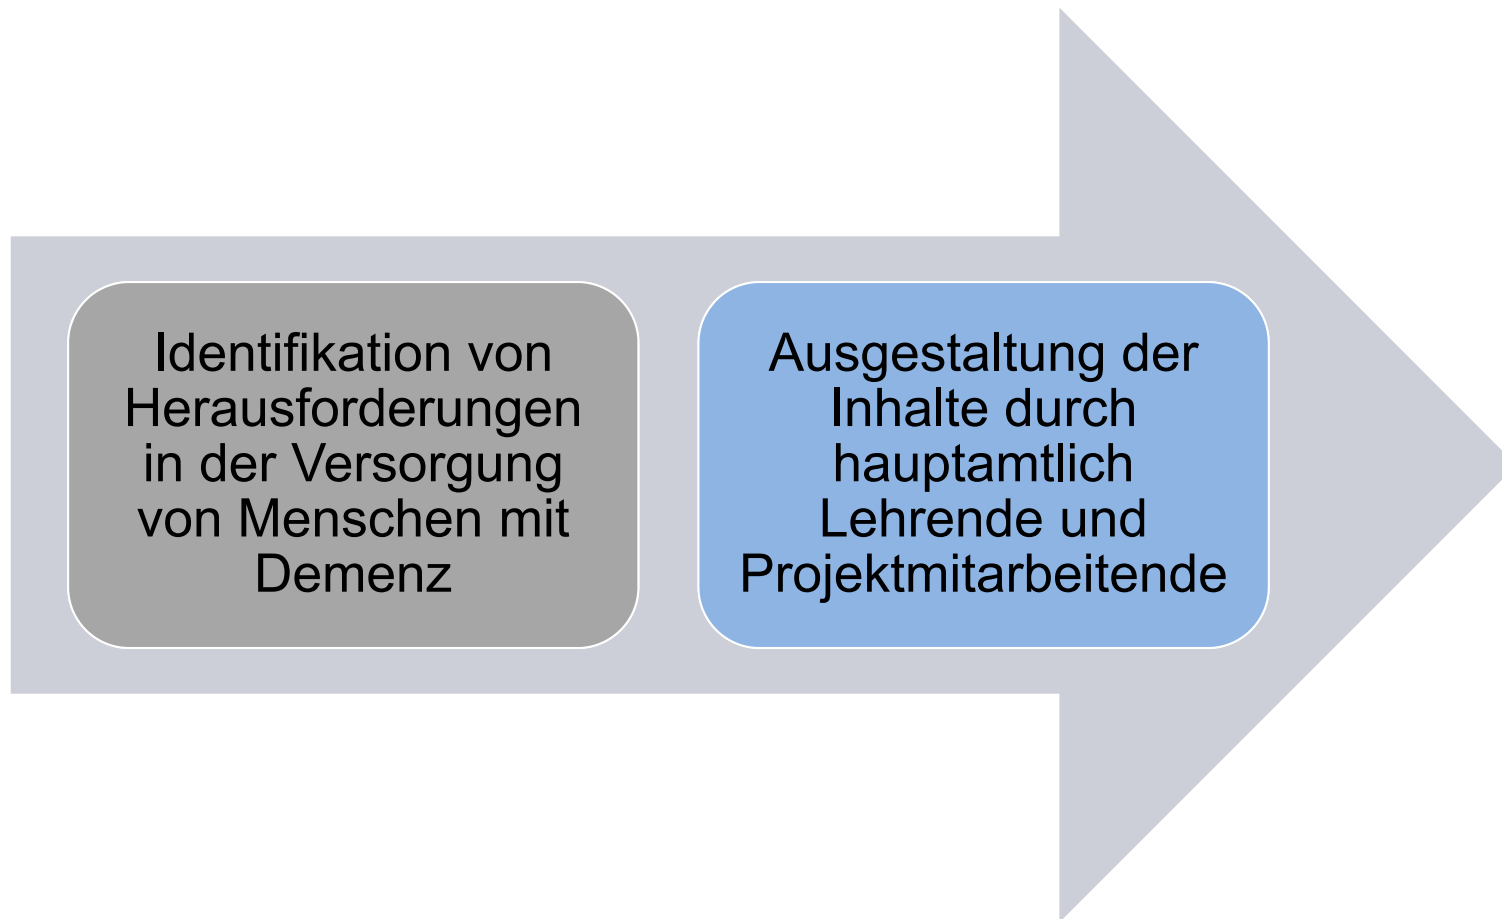 Identifikation von
Herausforderungen
in der Versorgung
von Menschen mit
Demenz
Ausgestaltung der
Inhalte durch
hauptamtlich
Lehrende und
Projektmitarbeitende